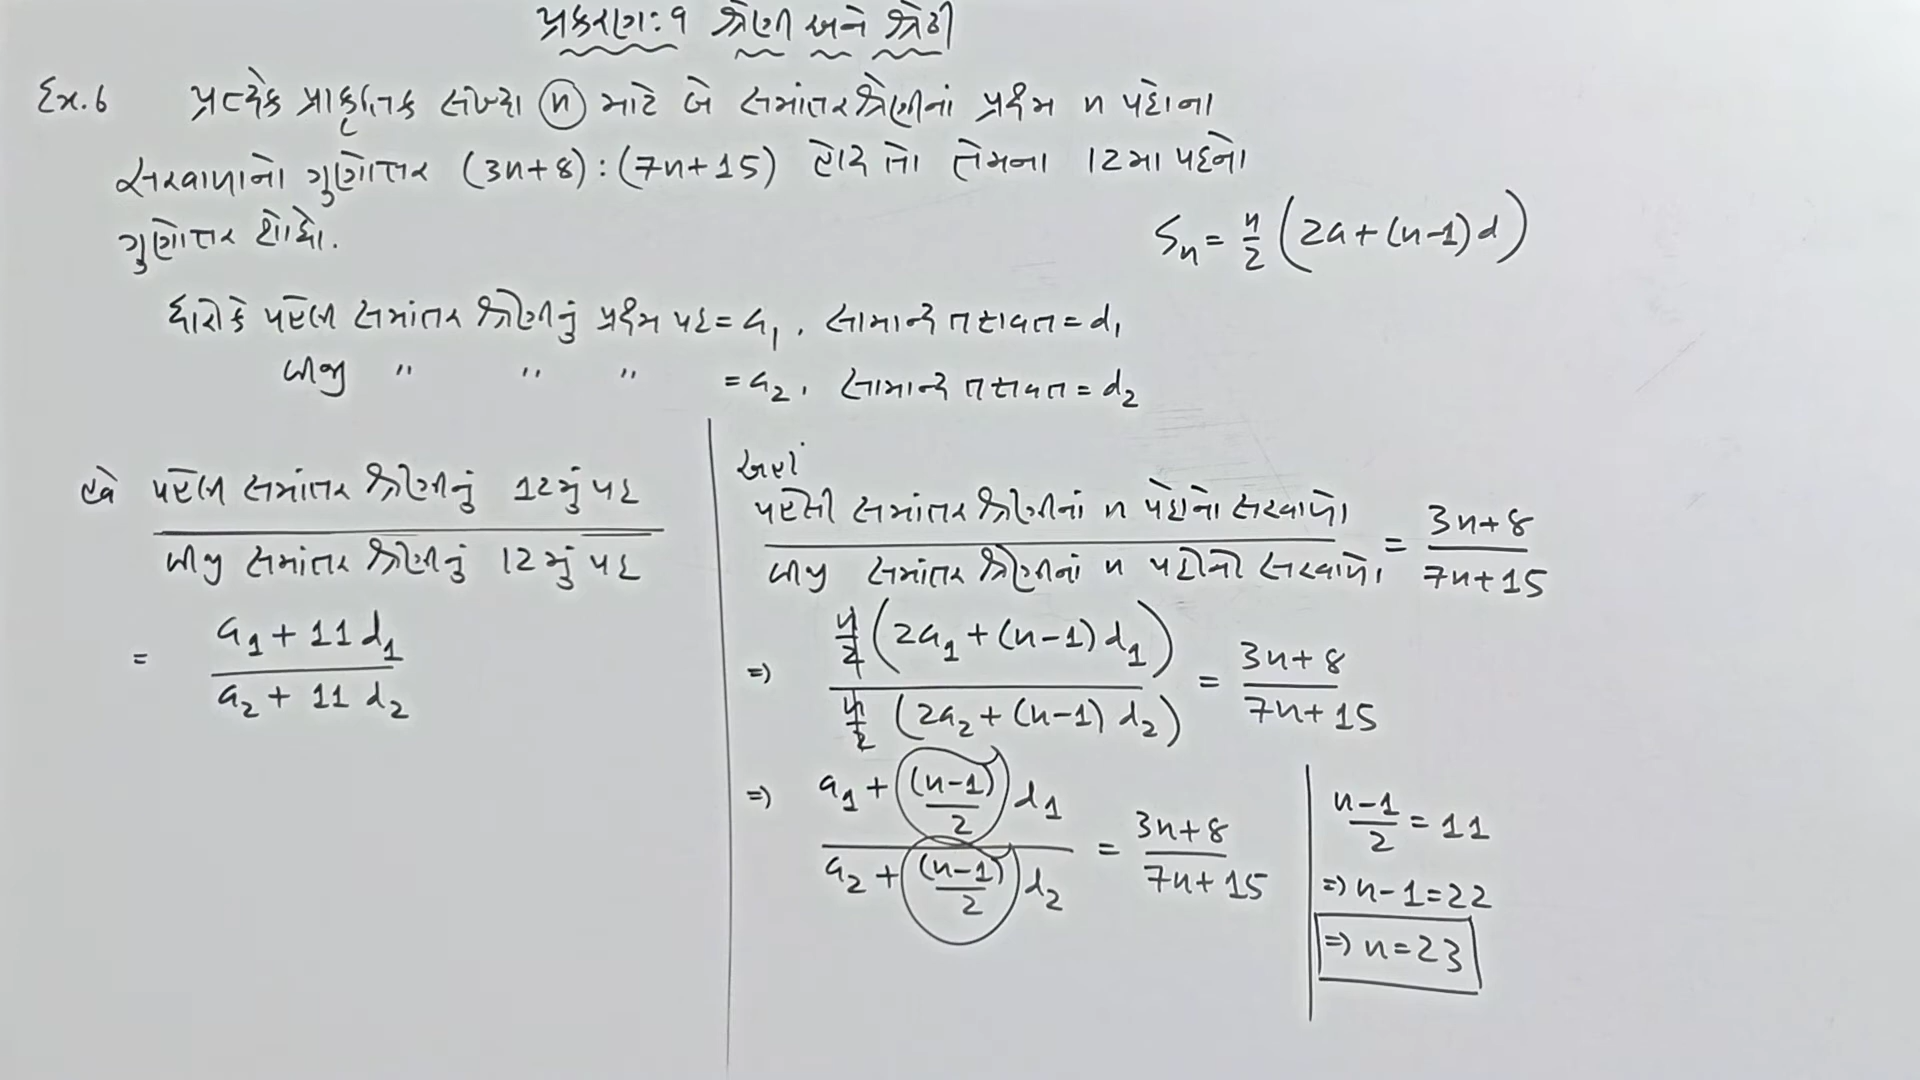 પ્રકરણ: ૧ શ્રેણી અને શ્રેઢી
Ex. 6 પ્રત્યેક પ્રાકૃતિક સંખ્યા n માટે બે સમાંતર શ્રેણીનાં પ્રથમ n પદોના
સરવાળાનો ગુણોત્તર (3n+8) : (7n+15) હોય તો તેમના 12મા પદનો
ગુણોત્તર શોધો.
Sn = n/2 (2a + (n-1)d)
ધારો કે પહેલી સમાંતર શ્રેણીનું પ્રથમ પદ = a₁, સામાન્ય તફાવત = d₁
બીજી " " " = a₂, સામાન્ય તફાવત = d₂
હવે પહેલી સમાંતર શ્રેણીનું 12મું પદ
બીજી સમાંતર શ્રેણીનું 12મું પદ
= (a₁ + 11 d₁)/(a₂ + 11 d₂)
અહીં
પહેલી સમાંતર શ્રેણીનાં n પદોનો સરવાળો
બીજી સમાંતર શ્રેણીનાં n પદોનો સરવાળો = (3n+8)/(7n+15)
=> n/2 (2a₁ + (n-1) d₁) / n/2 (2a₂ + (n-1) d₂) = (3n+8)/(7n+15)
=> (a₁ + (n-1)/2 d₁)/(a₂ + (n-1)/2 d₂) = (3n+8)/(7n+15)
(n-1)/2 = 11
=> n-1 = 22
=> n = 23